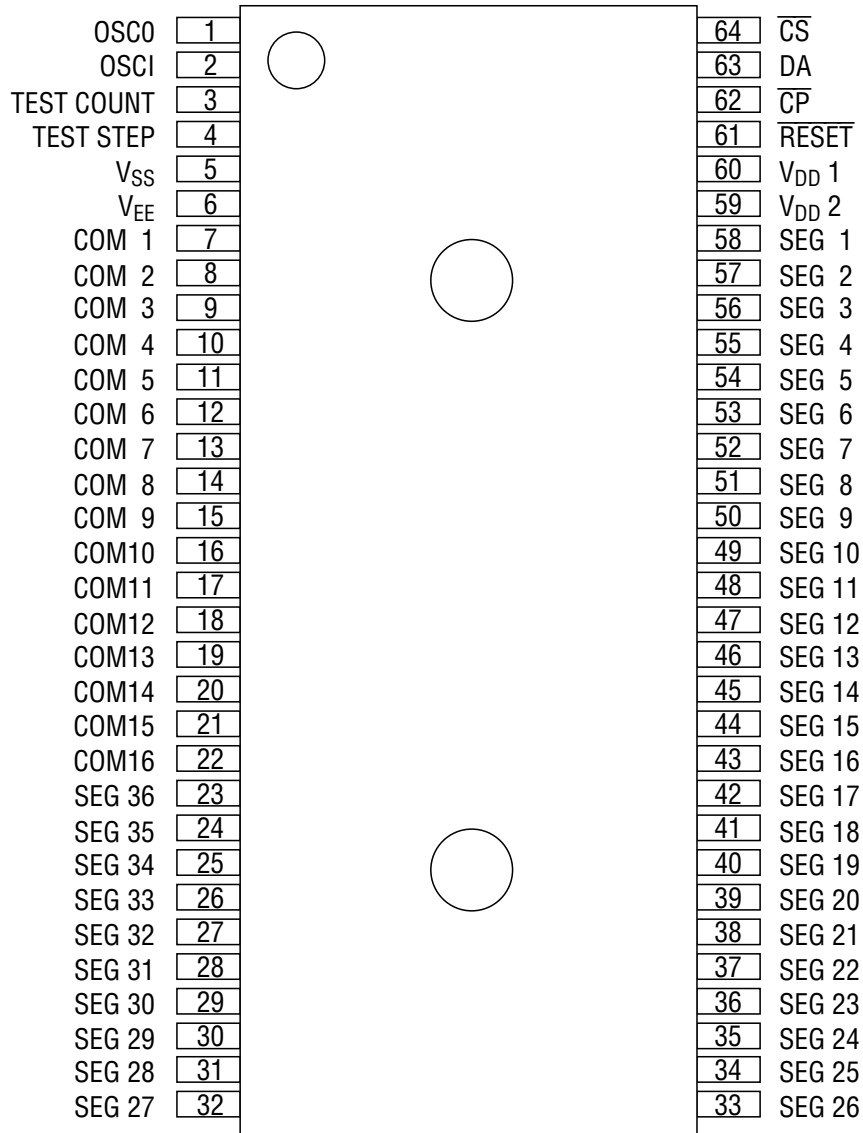 OSC0 1 64 C̅S̅
OSCI 2 63 DA
TEST COUNT 3 62 C̅P̅
TEST STEP 4 61 R̅E̅S̅E̅T̅
VSS 5 60 VDD 1
VEE 6 59 VDD 2
COM 1 7 58 SEG 1
COM 2 8 57 SEG 2
COM 3 9 56 SEG 3
COM 4 10 55 SEG 4
COM 5 11 54 SEG 5
COM 6 12 53 SEG 6
COM 7 13 52 SEG 7
COM 8 14 51 SEG 8
COM 9 15 50 SEG 9
COM10 16 49 SEG 10
COM11 17 48 SEG 11
COM12 18 47 SEG 12
COM13 19 46 SEG 13
COM14 20 45 SEG 14
COM15 21 44 SEG 15
COM16 22 43 SEG 16
SEG 36 23 42 SEG 17
SEG 35 24 41 SEG 18
SEG 34 25 40 SEG 19
SEG 33 26 39 SEG 20
SEG 32 27 38 SEG 21
SEG 31 28 37 SEG 22
SEG 30 29 36 SEG 23
SEG 29 30 35 SEG 24
SEG 28 31 34 SEG 25
SEG 27 32 33 SEG 26